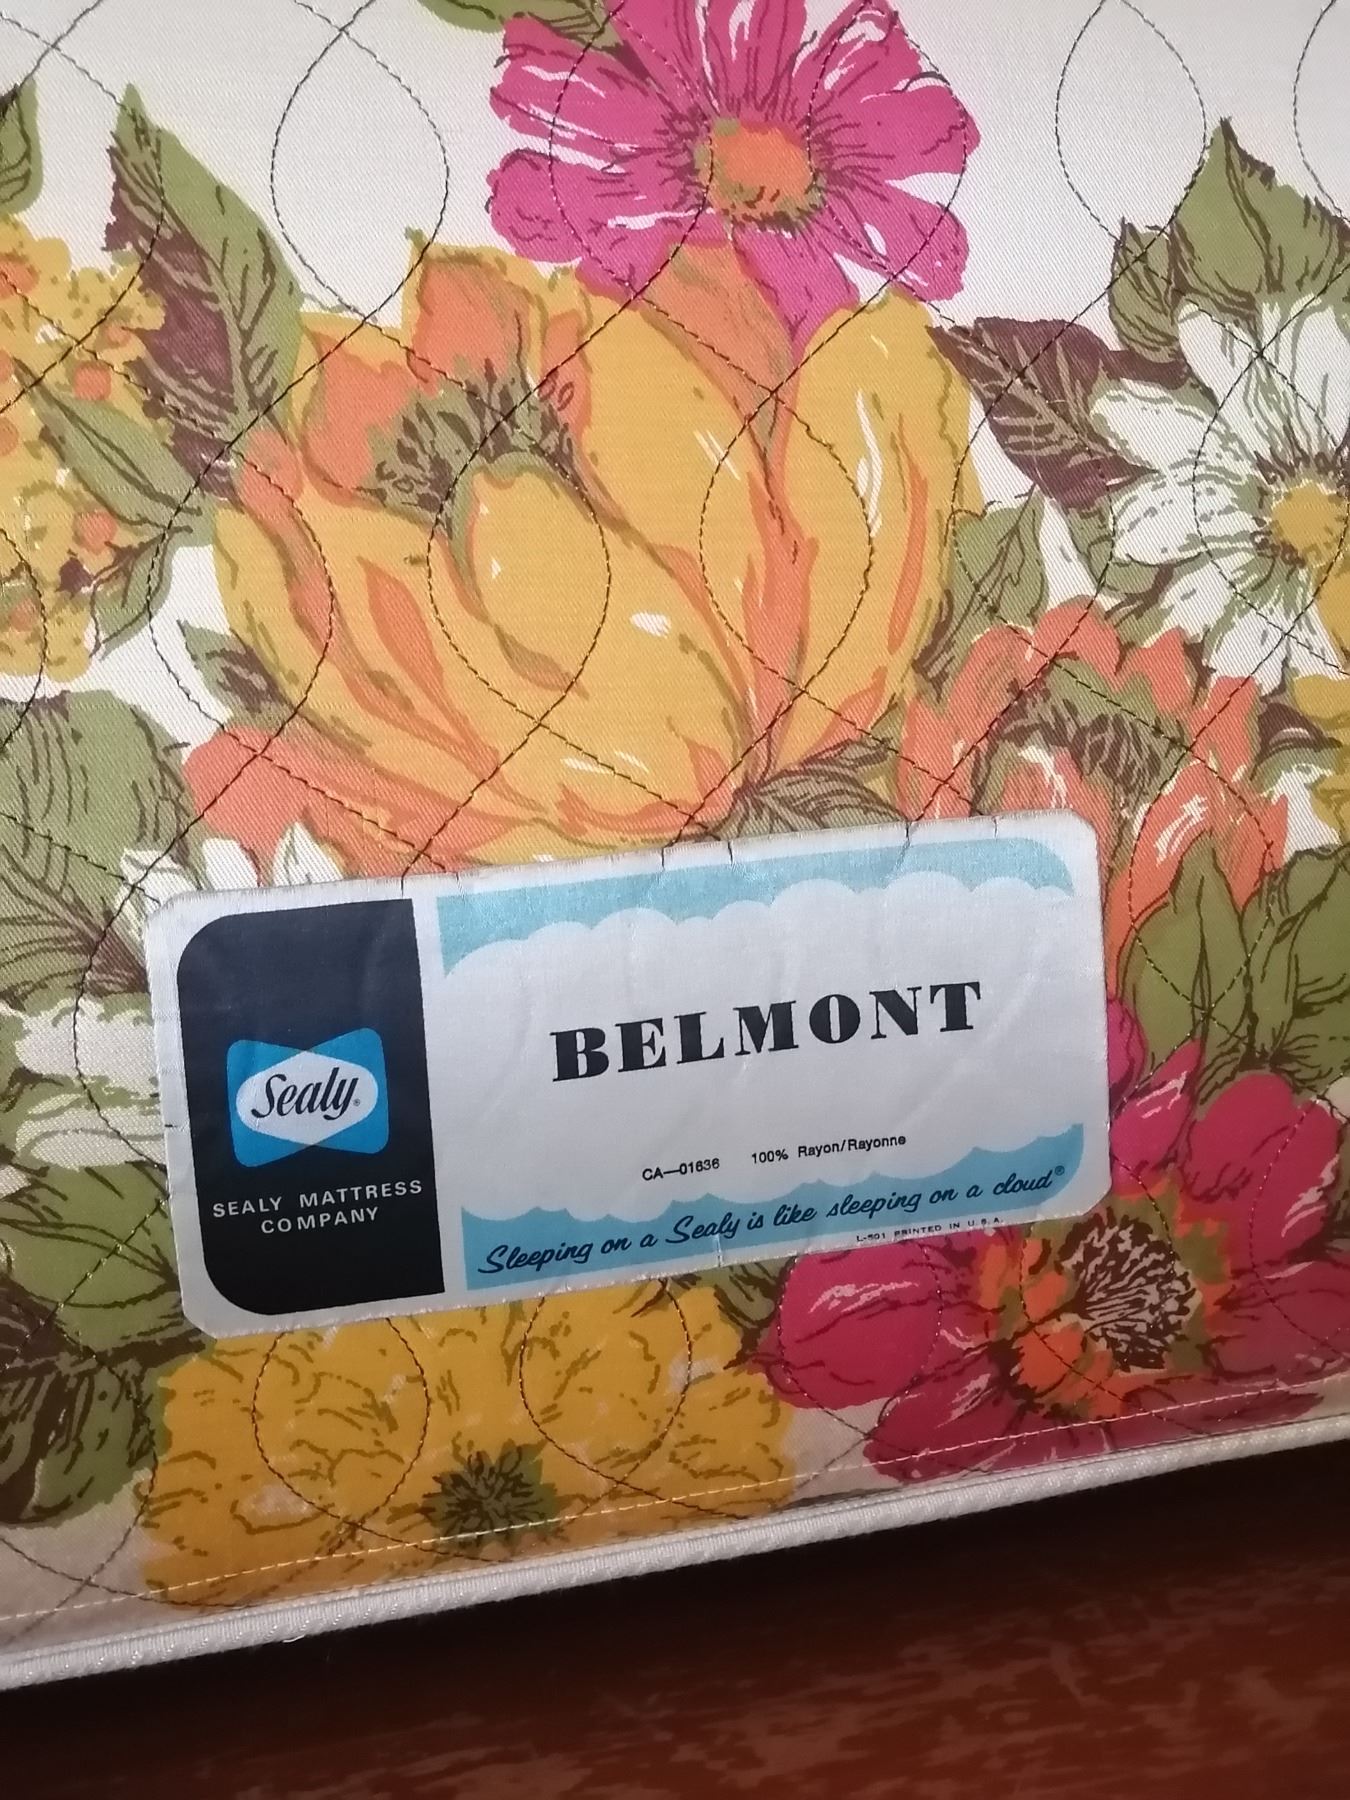 Sealy®
SEALY MATTRESS
COMPANY
BELMONT
CA—01636 100% Rayon/Rayonne
Sleeping on a Sealy is like sleeping on a cloud®
L-501 PRINTED IN U.S.A.